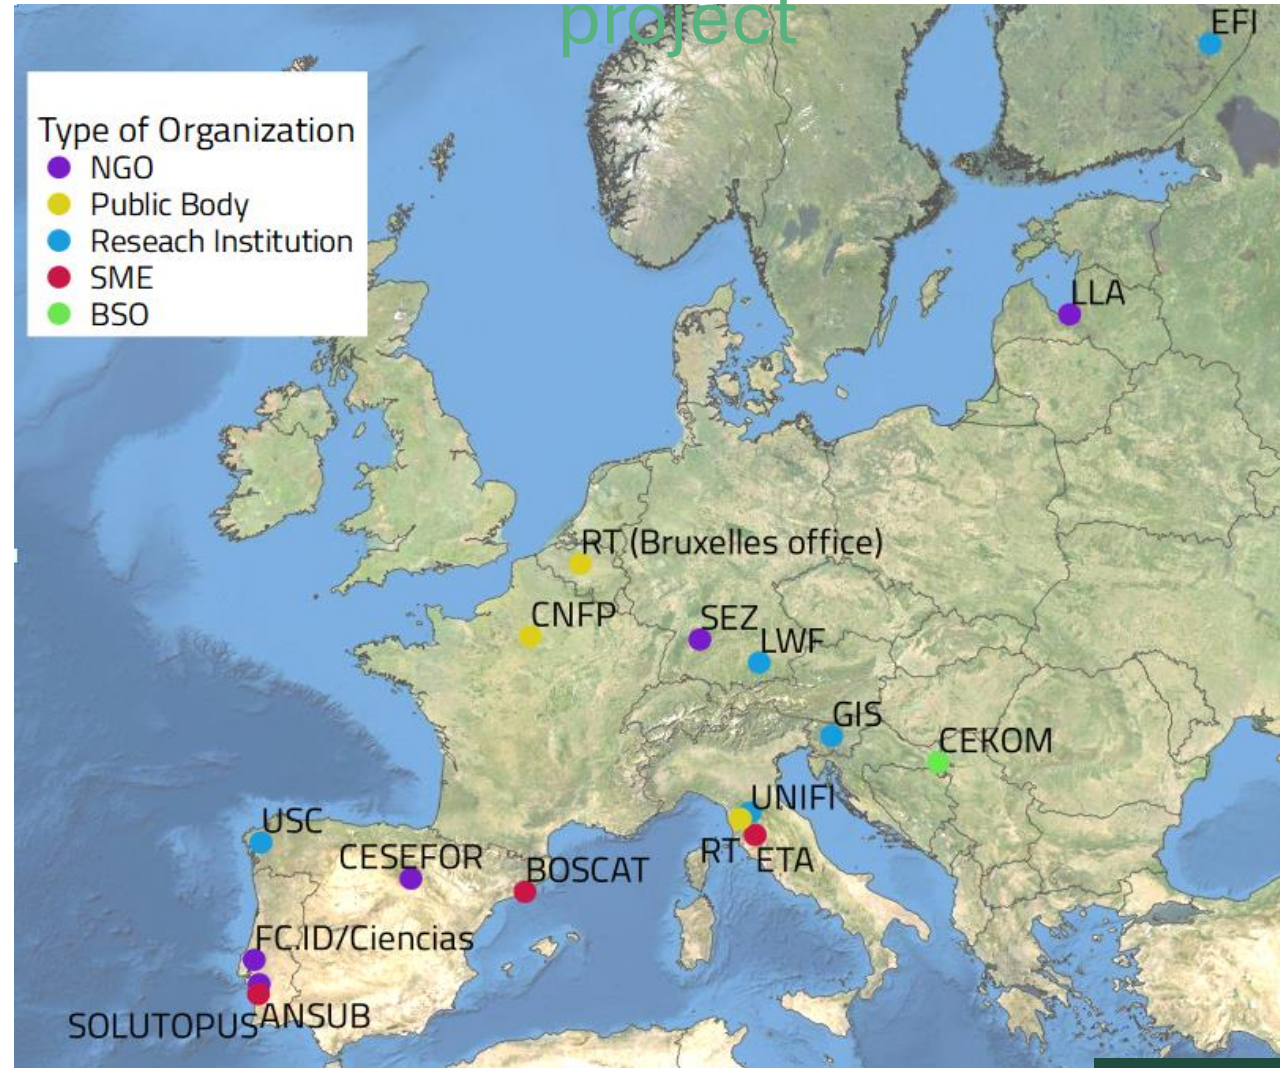 project
EFI
Type of Organization
NGO
Public Body
Reseach Institution
SME
BSO
LLA
RT (Bruxelles office)
CNFP
SEZ
LWF
GIS
CEKOM
UNIFI
USC
RT
ETA
CESEFOR
BOSCAT
FC.ID/Ciencias
ANSUB
SOLUTOPUS